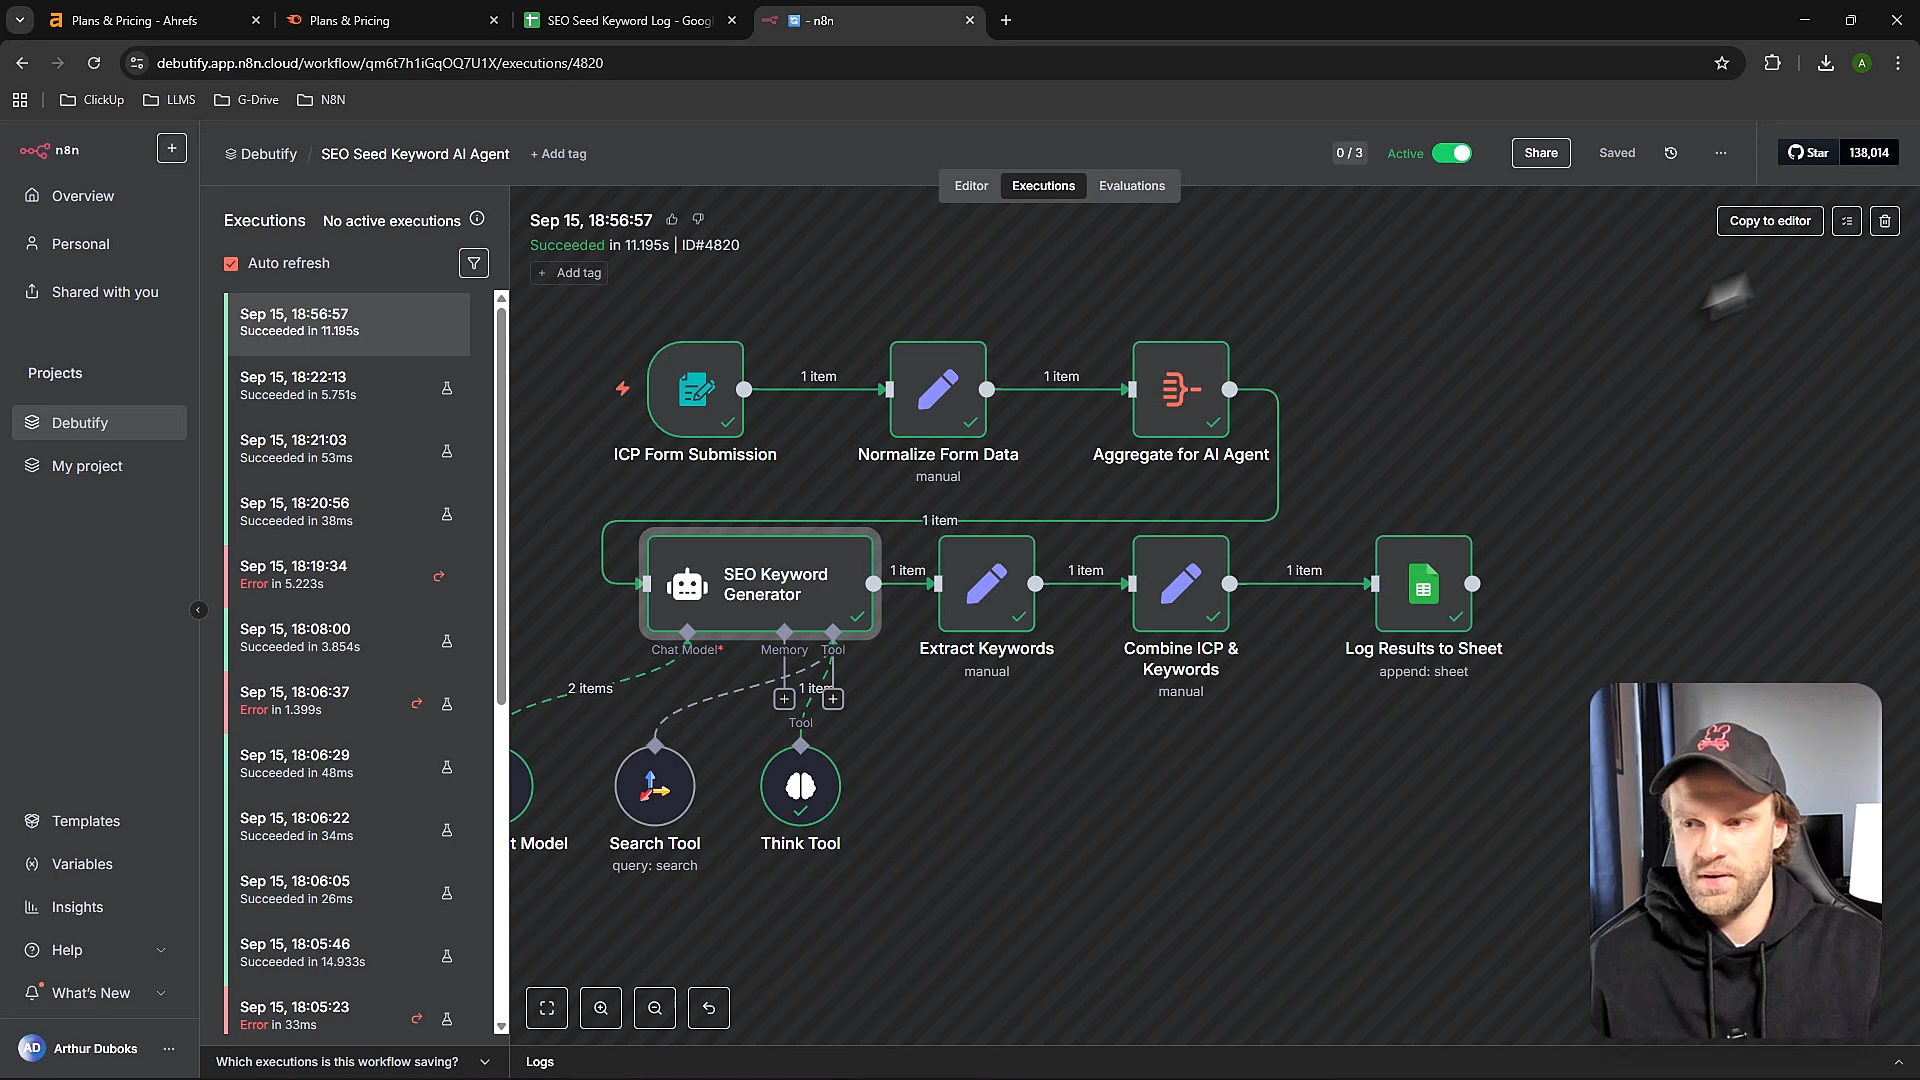 Plans & Pricing - Ahrefs
Plans & Pricing
SEO Seed Keyword Log - Goog
- n8n
debutify.app.n8n.cloud/workflow/qm6t7h1iGqOQ7U1X/executions/4820
A
ClickUp
LLMS
G-Drive
N8N
n8n
Debutify / SEO Seed Keyword AI Agent
+ Add tag
0 / 3
Active
Share
Saved
Star
138,014
Editor
Executions
Evaluations
Overview
Personal
Shared with you
Projects
Debutify
My project
Templates
Variables
Insights
Help
What's New
AD
Arthur Duboks
Executions
No active executions
Auto refresh
Sep 15, 18:56:57
Succeeded in 11.195s
Sep 15, 18:22:13
Succeeded in 5.751s
Sep 15, 18:21:03
Succeeded in 53ms
Sep 15, 18:20:56
Succeeded in 38ms
Sep 15, 18:19:34
Error in 5.223s
Sep 15, 18:08:00
Succeeded in 3.854s
Sep 15, 18:06:37
Error in 1.399s
Sep 15, 18:06:29
Succeeded in 48ms
Sep 15, 18:06:22
Succeeded in 34ms
Sep 15, 18:06:05
Succeeded in 26ms
Sep 15, 18:05:46
Succeeded in 14.933s
Sep 15, 18:05:23
Error in 33ms
Which executions is this workflow saving?
Sep 15, 18:56:57
Succeeded in 11.195s | ID#4820
+ Add tag
Copy to editor
1 item
1 item
ICP Form Submission
Normalize Form Data
manual
Aggregate for AI Agent
1 item
SEO Keyword
Generator
1 item
1 item
1 item
Chat Model*
Memory
Tool
Extract Keywords
manual
Combine ICP &
Keywords
manual
Log Results to Sheet
append: sheet
2 items
1 item
Tool
t Model
Search Tool
query: search
Think Tool
Logs